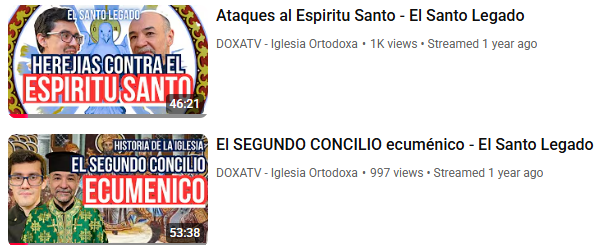 EL SANTO LEGADO
HEREJIAS CONTRA EL
ESPIRITU SANTO
46:21
Ataques al Espiritu Santo - El Santo Legado
DOXATV - Iglesia Ortodoxa • 1K views • Streamed 1 year ago
HISTORIA DE LA IGLESIA
EL SEGUNDO CONCILIO
ECUMENICO
53:38
El SEGUNDO CONCILIO ecuménico - El Santo Legado
DOXATV - Iglesia Ortodoxa • 997 views • Streamed 1 year ago